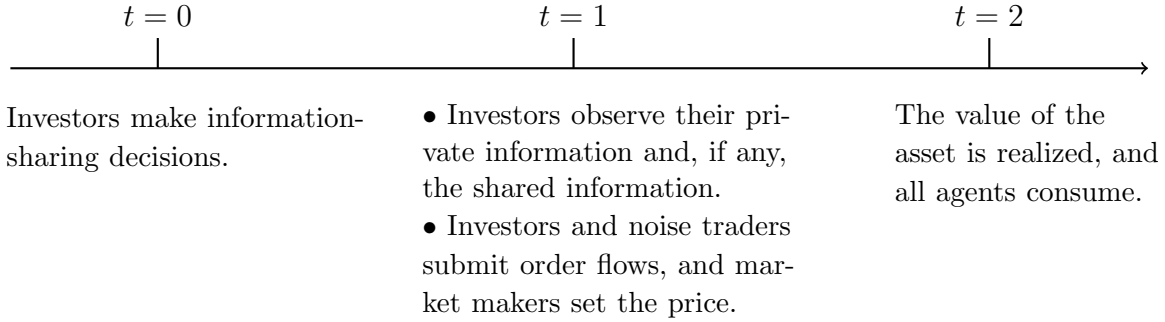 t = 0
t = 1
t = 2
Investors make information-
sharing decisions.
• Investors observe their pri-
vate information and, if any,
the shared information.
• Investors and noise traders
submit order flows, and mar-
ket makers set the price.
The value of the
asset is realized, and
all agents consume.